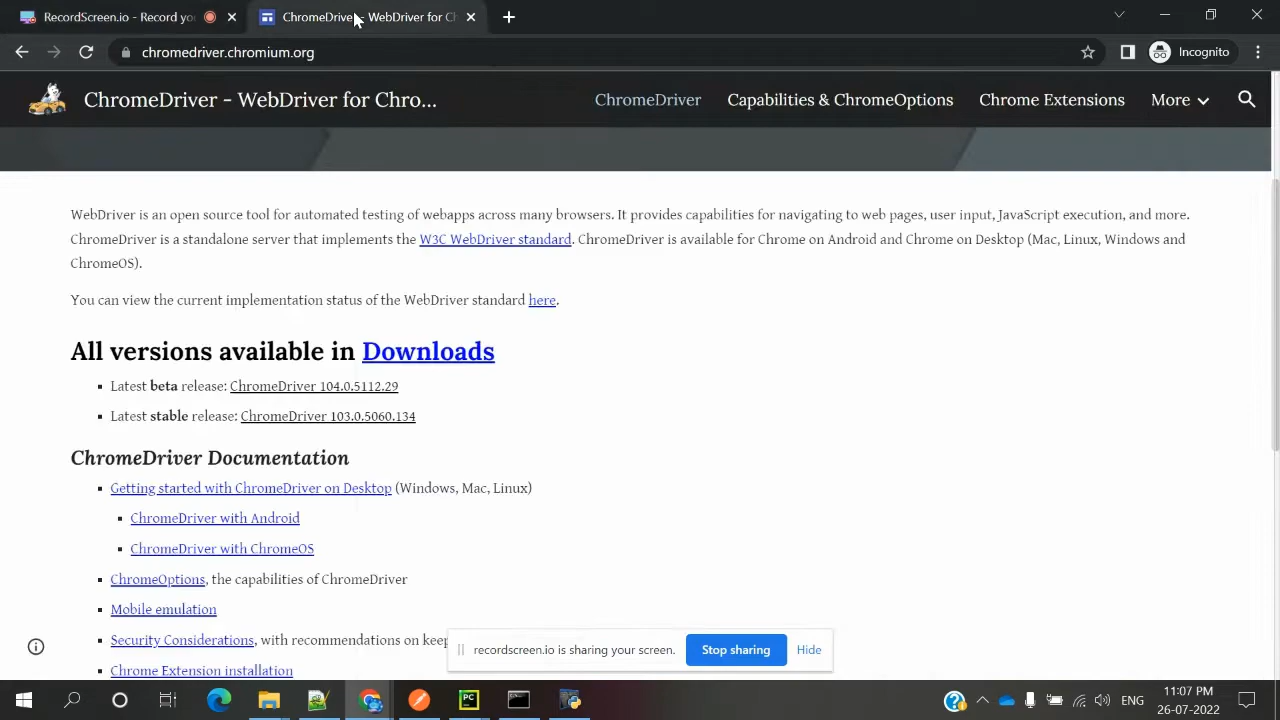 RecordScreen.io - Record yo
ChromeDrive - WebDriver for Ch
chromedriver.chromium.org
Incognito
ChromeDriver - WebDriver for Chro...
ChromeDriver
Capabilities & ChromeOptions
Chrome Extensions
More
WebDriver is an open source tool for automated testing of webapps across many browsers. It provides capabilities for navigating to web pages, user input, JavaScript execution, and more.
ChromeDriver is a standalone server that implements the W3C WebDriver standard. ChromeDriver is available for Chrome on Android and Chrome on Desktop (Mac, Linux, Windows and
ChromeOS).
You can view the current implementation status of the WebDriver standard here.
All versions available in Downloads
Latest beta release: ChromeDriver 104.0.5112.29
Latest stable release: ChromeDriver 103.0.5060.134
ChromeDriver Documentation
Getting started with ChromeDriver on Desktop (Windows, Mac, Linux)
ChromeDriver with Android
ChromeDriver with ChromeOS
ChromeOptions, the capabilities of ChromeDriver
Mobile emulation
Security Considerations, with recommendations on keep
recordscreen.io is sharing your screen.
Stop sharing
Hide
Chrome Extension installation
PC
ENG
11:07 PM
26-07-2022